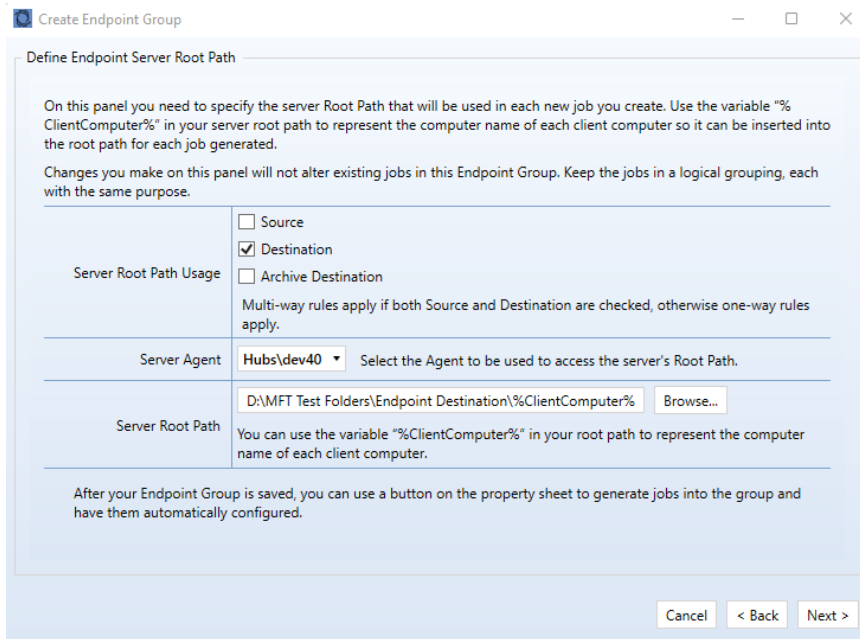 Create Endpoint Group
Define Endpoint Server Root Path
On this panel you need to specify the server Root Path that will be used in each new job you create. Use the variable “%
ClientComputer%” in your server root path to represent the computer name of each client computer so it can be inserted into
the root path for each job generated.
Changes you make on this panel will not alter existing jobs in this Endpoint Group. Keep the jobs in a logical grouping, each
with the same purpose.
Server Root Path Usage
Source
Destination
Archive Destination
Multi-way rules apply if both Source and Destination are checked, otherwise one-way rules
apply.
Server Agent
Hubs\dev40
Select the Agent to be used to access the server's Root Path.
Server Root Path
D:\MFT Test Folders\Endpoint Destination\%ClientComputer%
Browse...
You can use the variable “%ClientComputer%” in your root path to represent the computer
name of each client computer.
After your Endpoint Group is saved, you can use a button on the property sheet to generate jobs into the group and
have them automatically configured.
Cancel
< Back
Next >